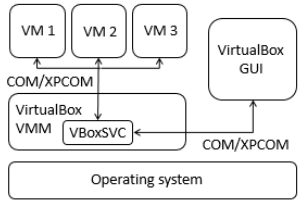 VM 1
VM 2
VM 3
VirtualBox
GUI
COM/XPCOM
VirtualBox
VMM
VBoxSVC
COM/XPCOM
Operating system